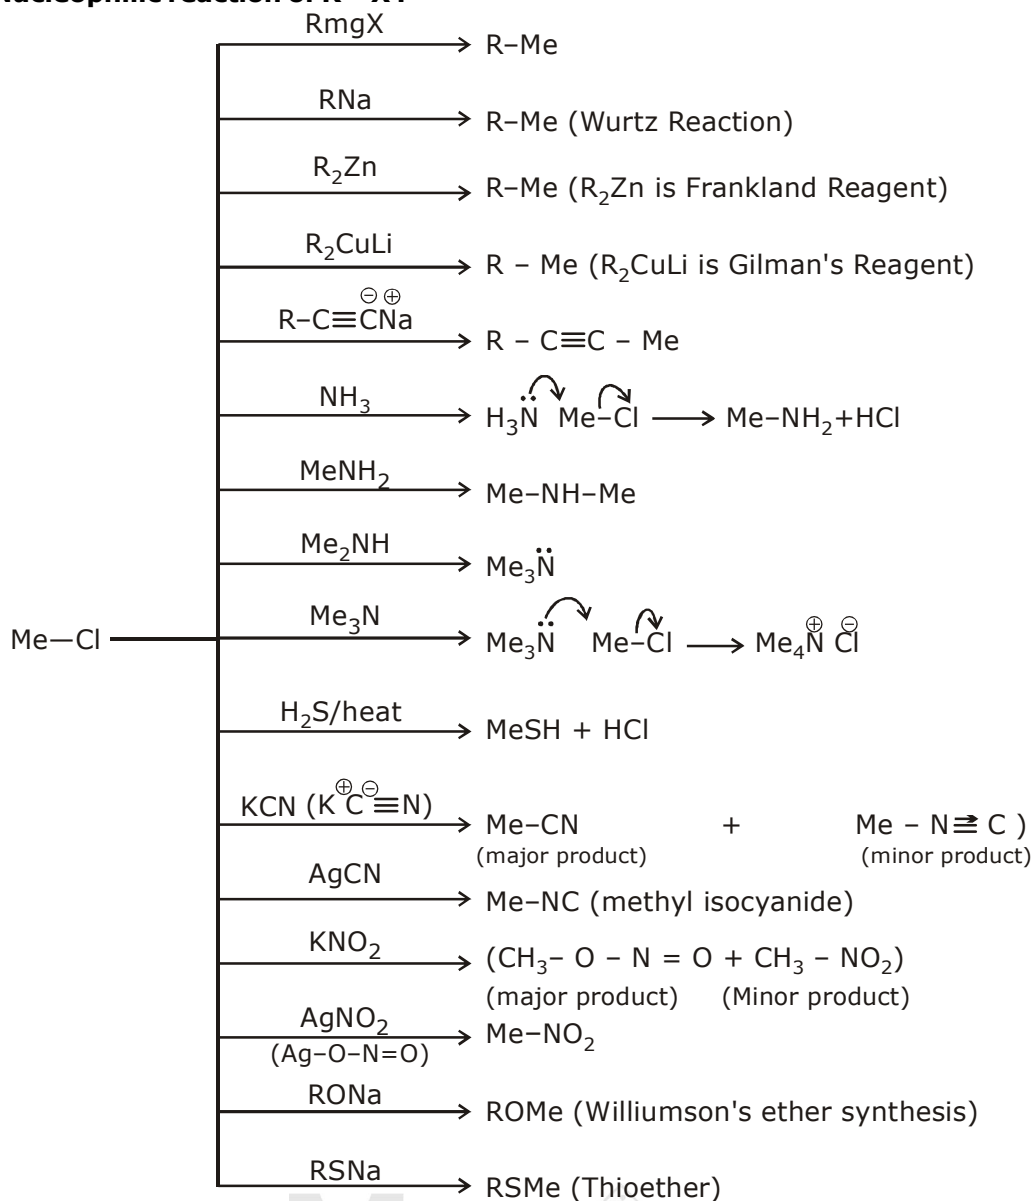 Nucleophilic reaction of R – X :
RmgX
R–Me
RNa
R–Me (Wurtz Reaction)
R₂Zn
R–Me (R₂Zn is Frankland Reagent)
R₂CuLi
R – Me (R₂CuLi is Gilman's Reagent)
R–C≡C⊖Na⊕
R – C≡C – Me
NH₃
H₃N̈ Me–Cl ⟶ Me–NH₂+HCl
MeNH₂
Me–NH–Me
Me₂NH
Me₃N̈
Me—Cl
Me₃N
Me₃N̈ Me–Cl ⟶ Me₄N⊕ Cl⊖
H₂S/heat
MeSH + HCl
KCN (K⊕C⊖≡N)
Me–CN + Me – N≡C )
(major product) (minor product)
AgCN
Me–NC (methyl isocyanide)
KNO₂
(CH₃– O – N = O + CH₃ – NO₂)
(major product) (Minor product)
AgNO₂
(Ag–O–N=O)
Me–NO₂
RONa
ROMe (Williumson's ether synthesis)
RSNa
RSMe (Thioether)